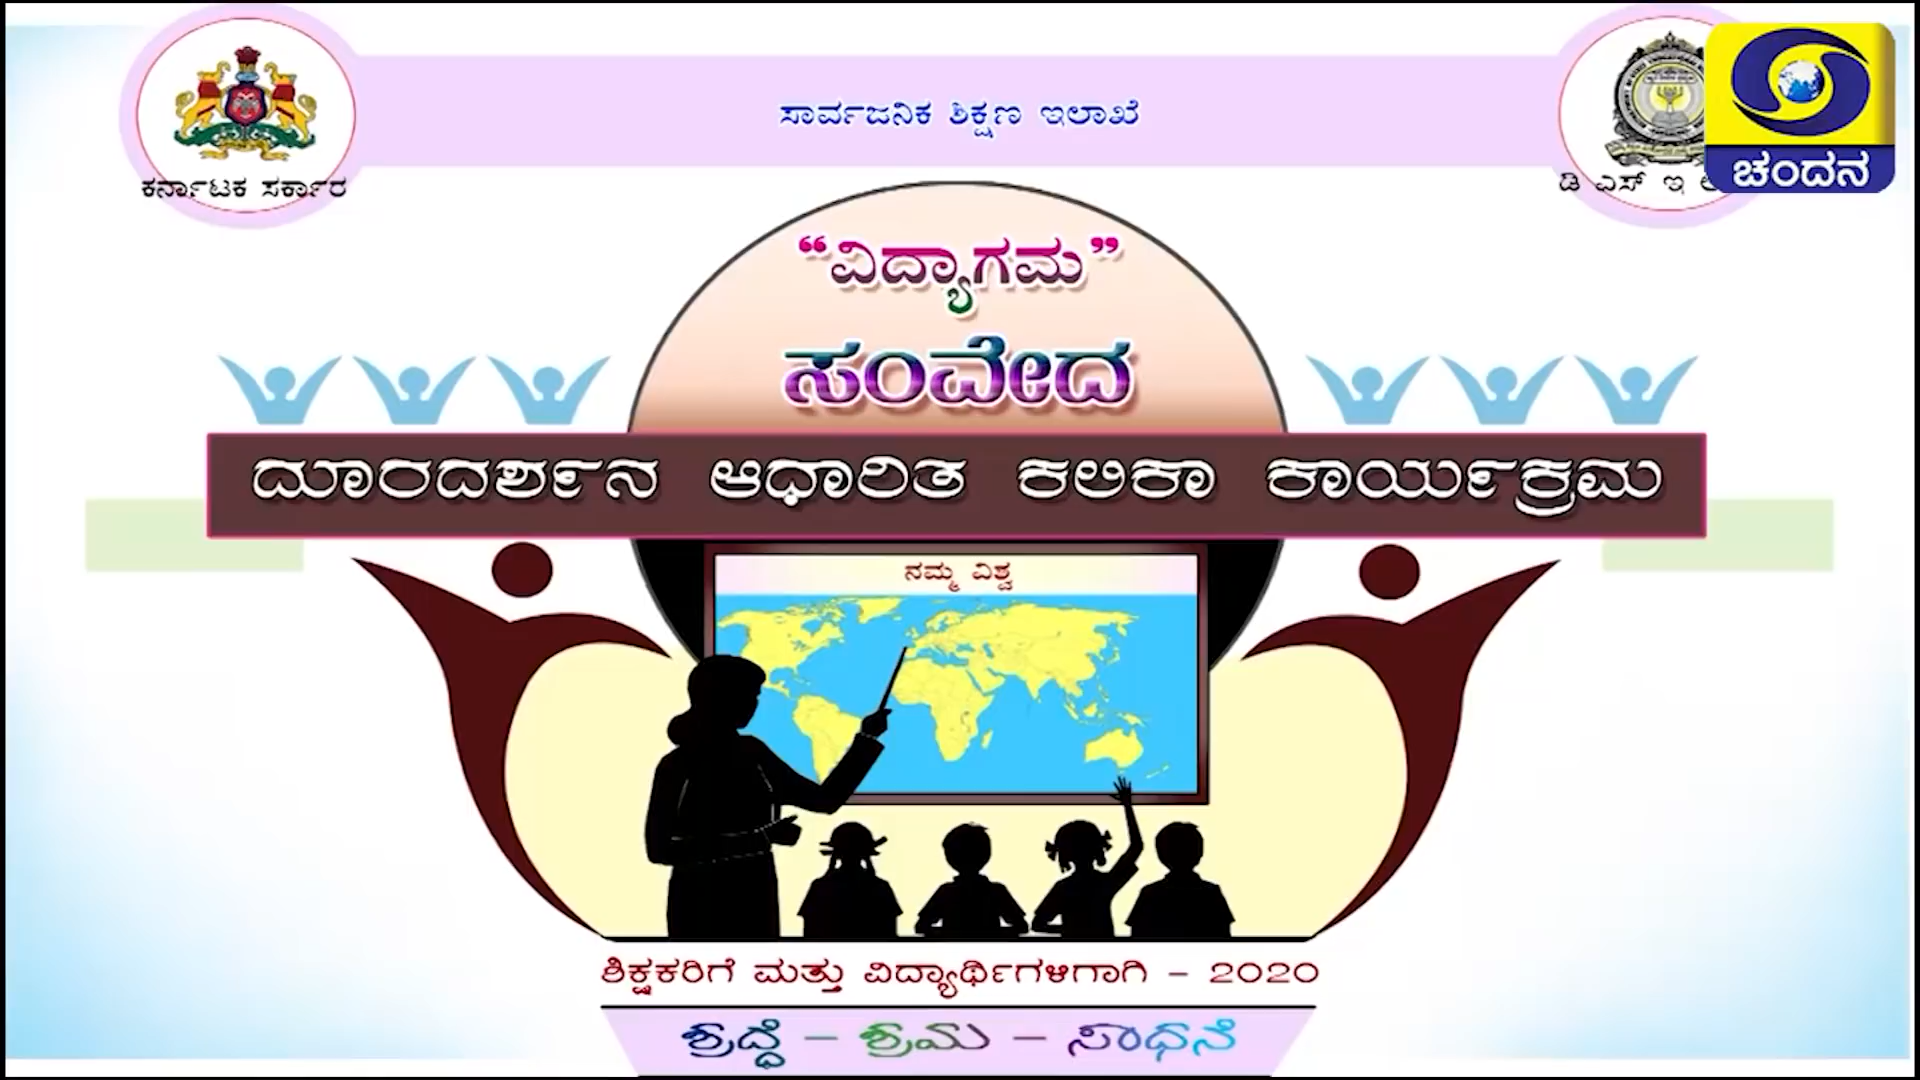 ಸಾರ್ವಜನಿಕ ಶಿಕ್ಷಣ ಇಲಾಖೆ
ಕರ್ನಾಟಕ ಸರ್ಕಾರ
ಡಿ ಎಸ್ ಇ
ಚಂದನ
“ವಿದ್ಯಾಗಮ”
ಸಂವೇದ
ದೂರದರ್ಶನ ಆಧಾರಿತ ಕಲಿಕಾ ಕಾರ್ಯಕ್ರಮ
ನಮ್ಮ ವಿಶ್ವ
ಶಿಕ್ಷಕರಿಗೆ ಮತ್ತು ವಿದ್ಯಾರ್ಥಿಗಳಿಗಾಗಿ - 2020
ಶ್ರದ್ಧೆ - ಶ್ರಮ - ಸಾಧನೆ